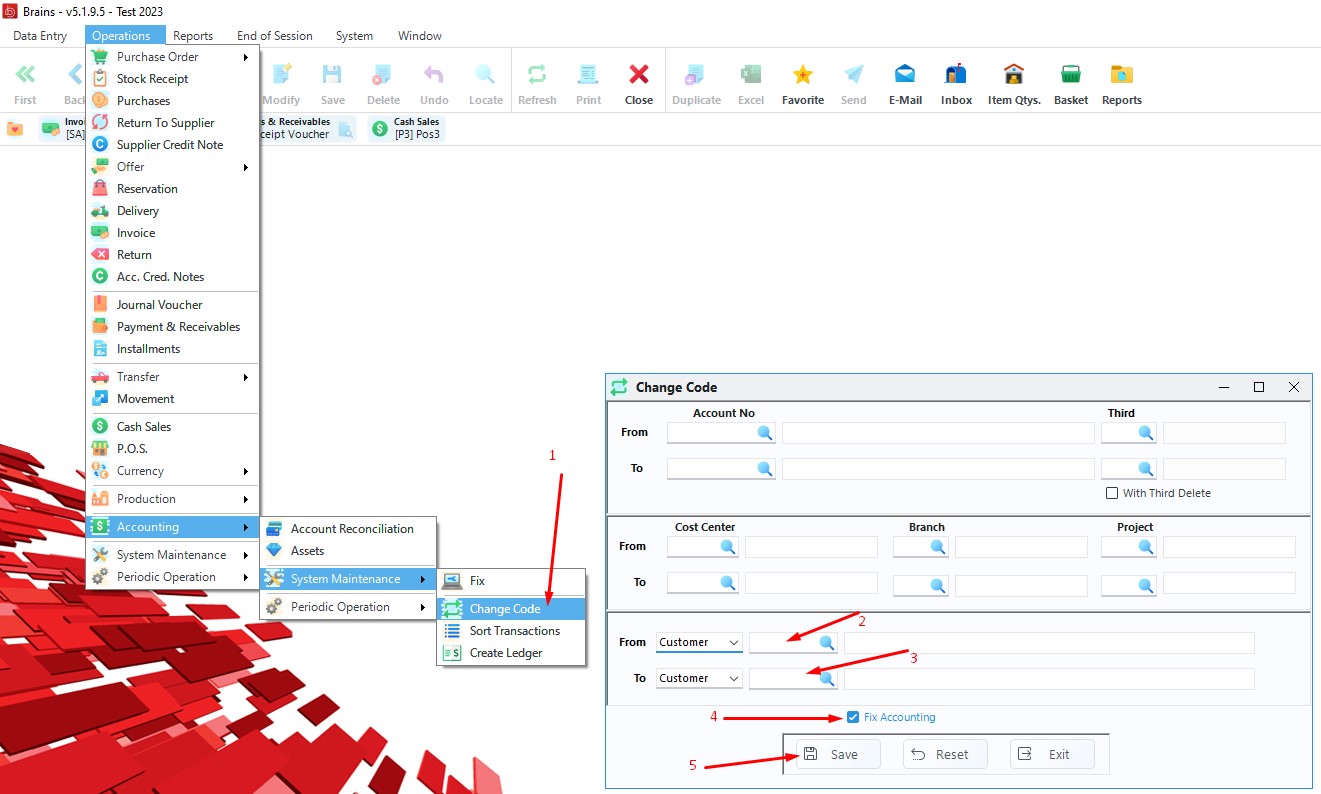 Brains - v5.1.9.5 - Test 2023
Data Entry Operations Reports End of Session System Window
First Back Modify Save Delete Undo Locate Refresh Print Close Duplicate Excel Favorite Send E-Mail Inbox Item Qtys. Basket Reports
Invoi s & Receivables Cash Sales
[SA] ceipt Voucher [P3] Pos3
Purchase Order
Stock Receipt
Purchases
Return To Supplier
Supplier Credit Note
Offer
Reservation
Delivery
Invoice
Return
Acc. Cred. Notes
Journal Voucher
Payment & Receivables
Installments
Transfer
Movement
Cash Sales
P.O.S.
Currency
Production
Accounting
System Maintenance
Periodic Operation
Account Reconciliation
Assets
System Maintenance
Periodic Operation
Fix
Change Code
Sort Transactions
Create Ledger
1
Change Code
Account No Third
From
To
With Third Delete
Cost Center Branch Project
From
To
2
From Customer
3
To Customer
4 Fix Accounting
5 Save Reset Exit